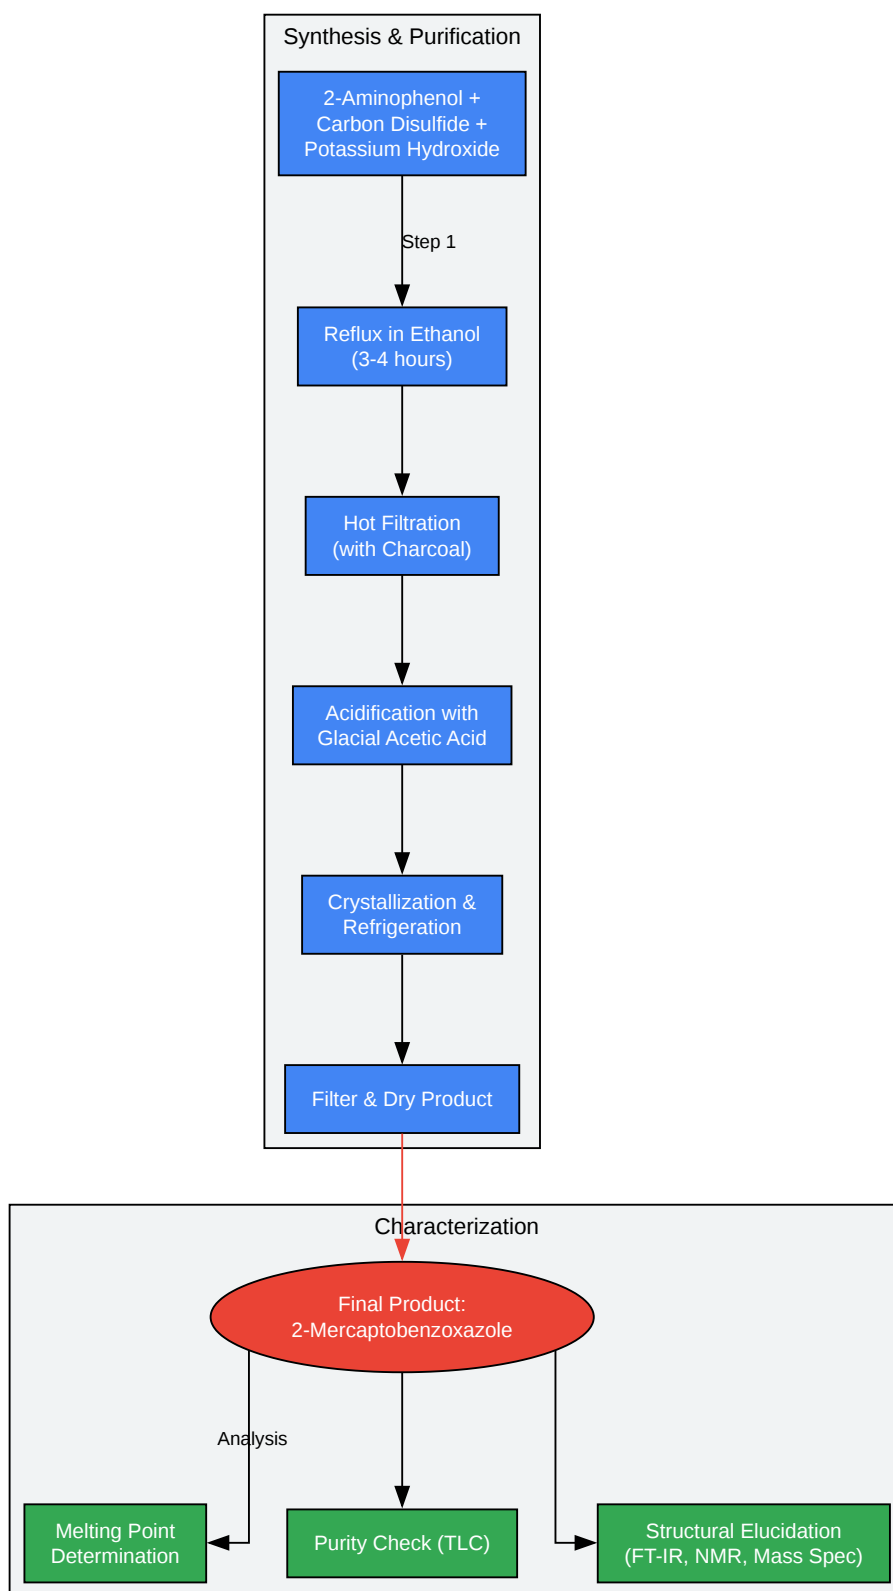 Synthesis & Purification
2-Aminophenol +
Carbon Disulfide +
Potassium Hydroxide
Step 1
Reflux in Ethanol
(3-4 hours)
Hot Filtration
(with Charcoal)
Acidification with
Glacial Acetic Acid
Crystallization &
Refrigeration
Filter & Dry Product
Characterization
Final Product:
2-Mercaptobenzoxazole
Analysis
Melting Point
Determination
Purity Check (TLC)
Structural Elucidation
(FT-IR, NMR, Mass Spec)